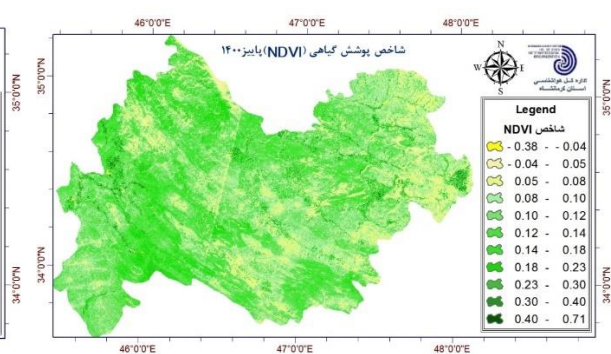 46°0'0"E 47°0'0"E 48°0'0"E
شاخص پوشش گیاهی (NDVI) پاییز ۱۴۰۰
N
W E
S
اداره کل هواشناسی
استان کرمانشاه
35°0'0"N 35°0'0"N 35°0'0"N
Legend
شاخص NDVI
- 0.38 - - 0.04
- 0.04 - 0.05
0.05 - 0.08
0.08 - 0.10
0.10 - 0.12
0.12 - 0.14
0.14 - 0.18
0.18 - 0.23
0.23 - 0.30
0.30 - 0.40
0.40 - 0.71
34°0'0"N 34°0'0"N 34°0'0"N
46°0'0"E 47°0'0"E 48°0'0"E